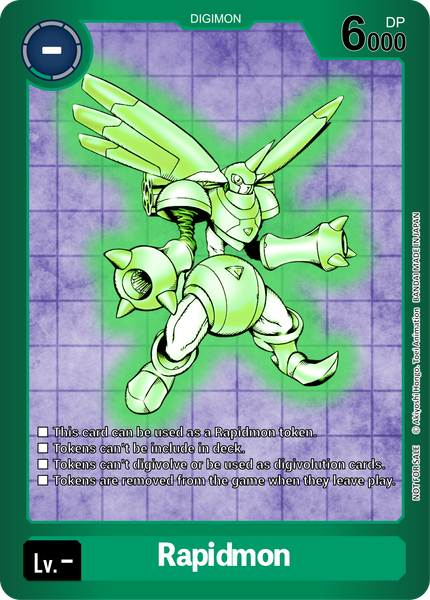 DIGIMON
-
6000
DP
□ This card can be used as a Rapidmon token.
□ Tokens can't be include in deck.
□ Tokens can't digivolve or be used as digivolution cards.
□ Tokens are removed from the game when they leave play.
NOT FOR SALE © Akiyoshi Hongo, Toei Animation BANDAI MADE IN JAPAN
Lv.-
Rapidmon